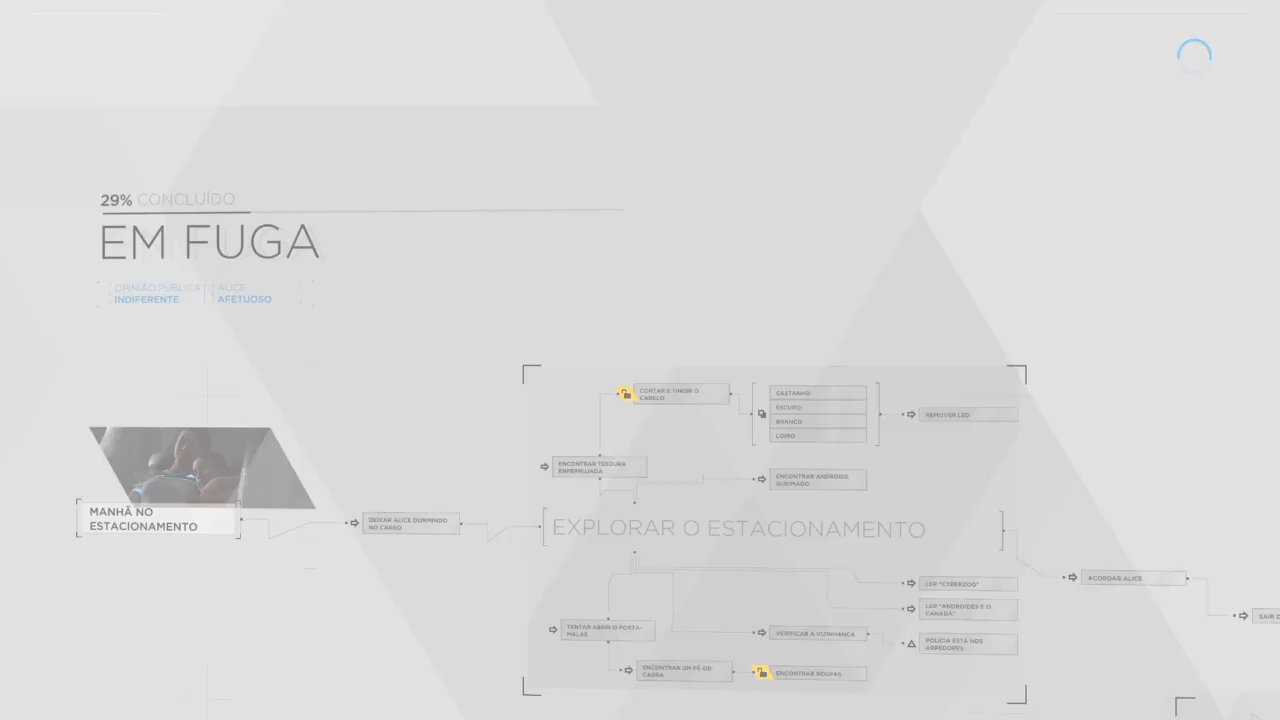 29% CONCLUÍDO
EM FUGA
OPINIÃO PÚBLICA
INDIFERENTE
ALICE
AFETUOSO
CORTAR E TINGIR O
CABELO
CASTANHO
ESCURO
BRANCO
LOIRO
REMOVER LED
ENCONTRAR TESOURA
ENFERRUJADA
ENCONTRAR ANDROIDE
QUEIMADO
MANHÃ NO
ESTACIONAMENTO
DEIXAR ALICE DORMINDO
NO CARRO
EXPLORAR O ESTACIONAMENTO
ACORDAR ALICE
LER "CYBERZOO"
LER "ANDROIDES E O
CANADÁ"
SAIR
TENTAR ABRIR O PORTA-
MALAS
VERIFICAR A VIZINHANÇA
POLÍCIA ESTÁ NOS
ARREDORES
ENCONTRAR UM PÉ-DE-
CABRA
ENCONTRAR ROUPAS